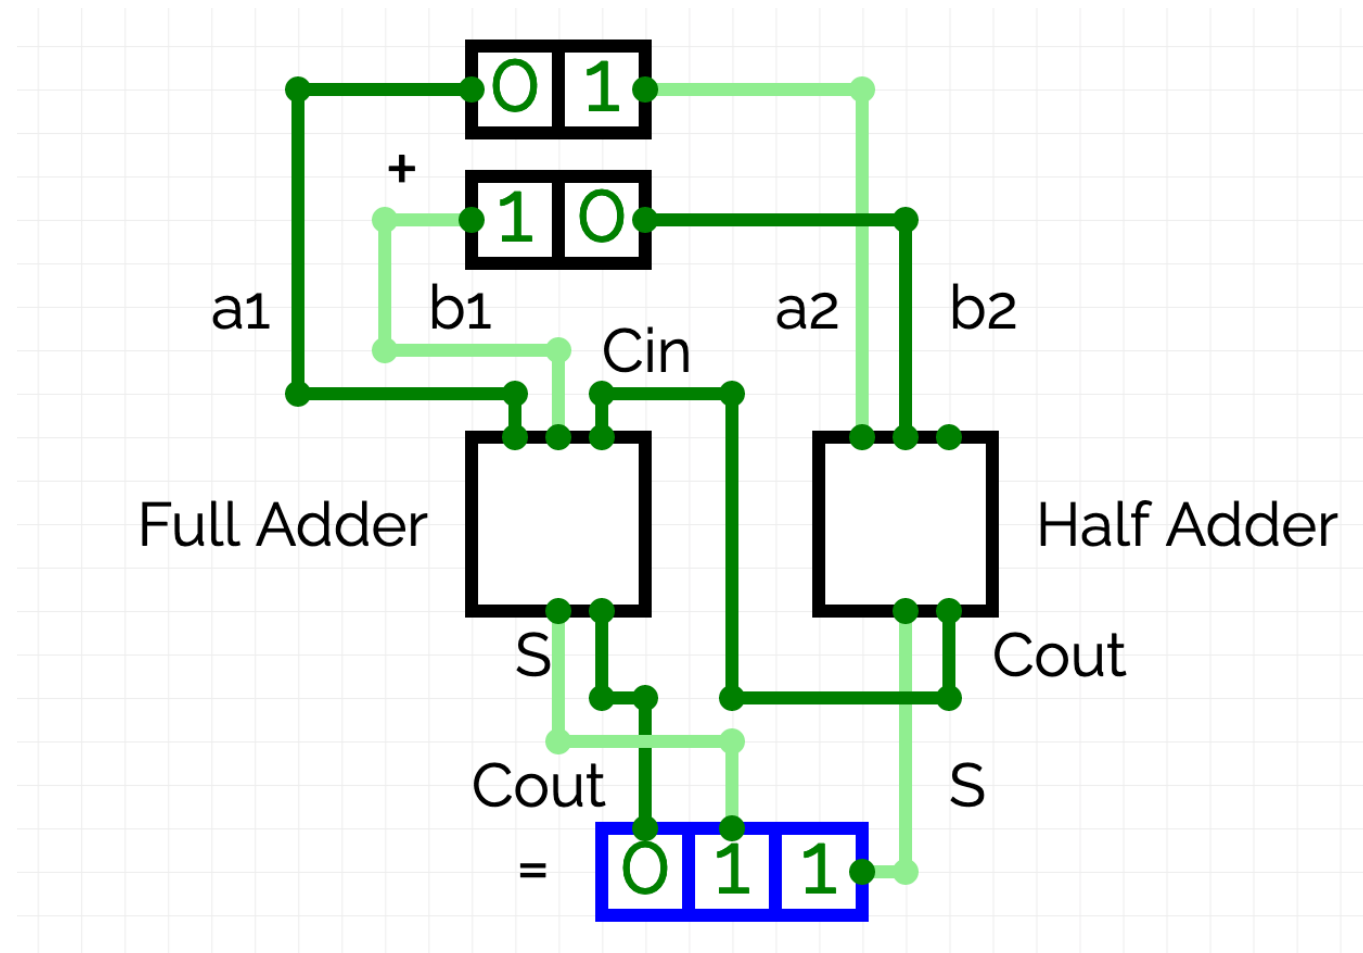 0 1
+
1 0
a1 b1 a2 b2
Cin
Full Adder Half Adder
S Cout
Cout S
= 0 1 1